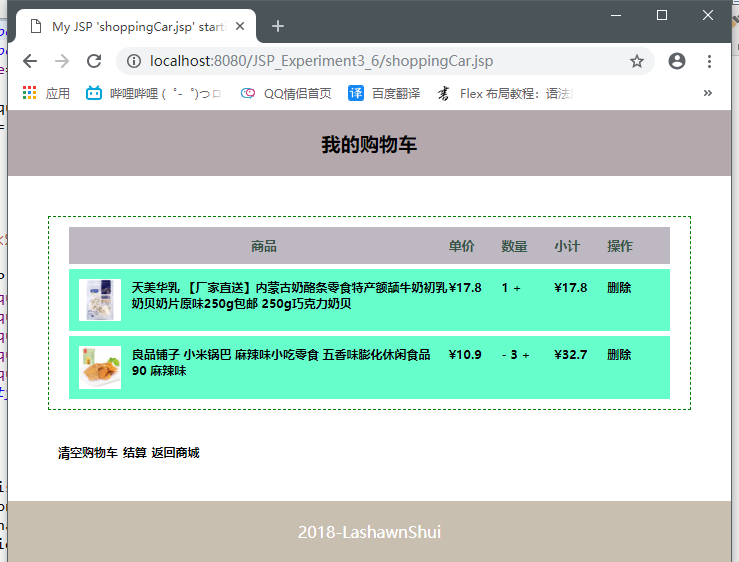 My JSP 'shoppingCar.jsp' starti
localhost:8080/JSP_Experiment3_6/shoppingCar.jsp
应用 哔哩哔哩 (゜-゜)つロ QQ情侣首页 译 百度翻译 Flex 布局教程：语法 »
我的购物车
商品 单价 数量 小计 操作
天美华乳 【厂家直送】内蒙古奶酪条零食特产额颉牛奶初乳 ¥17.8 1 + ¥17.8 删除
奶贝奶片原味250g包邮 250g巧克力奶贝
良品铺子 小米锅巴 麻辣味小吃零食 五香味膨化休闲食品 ¥10.9 - 3 + ¥32.7 删除
90 麻辣味
清空购物车 结算 返回商城
2018-LashawnShui